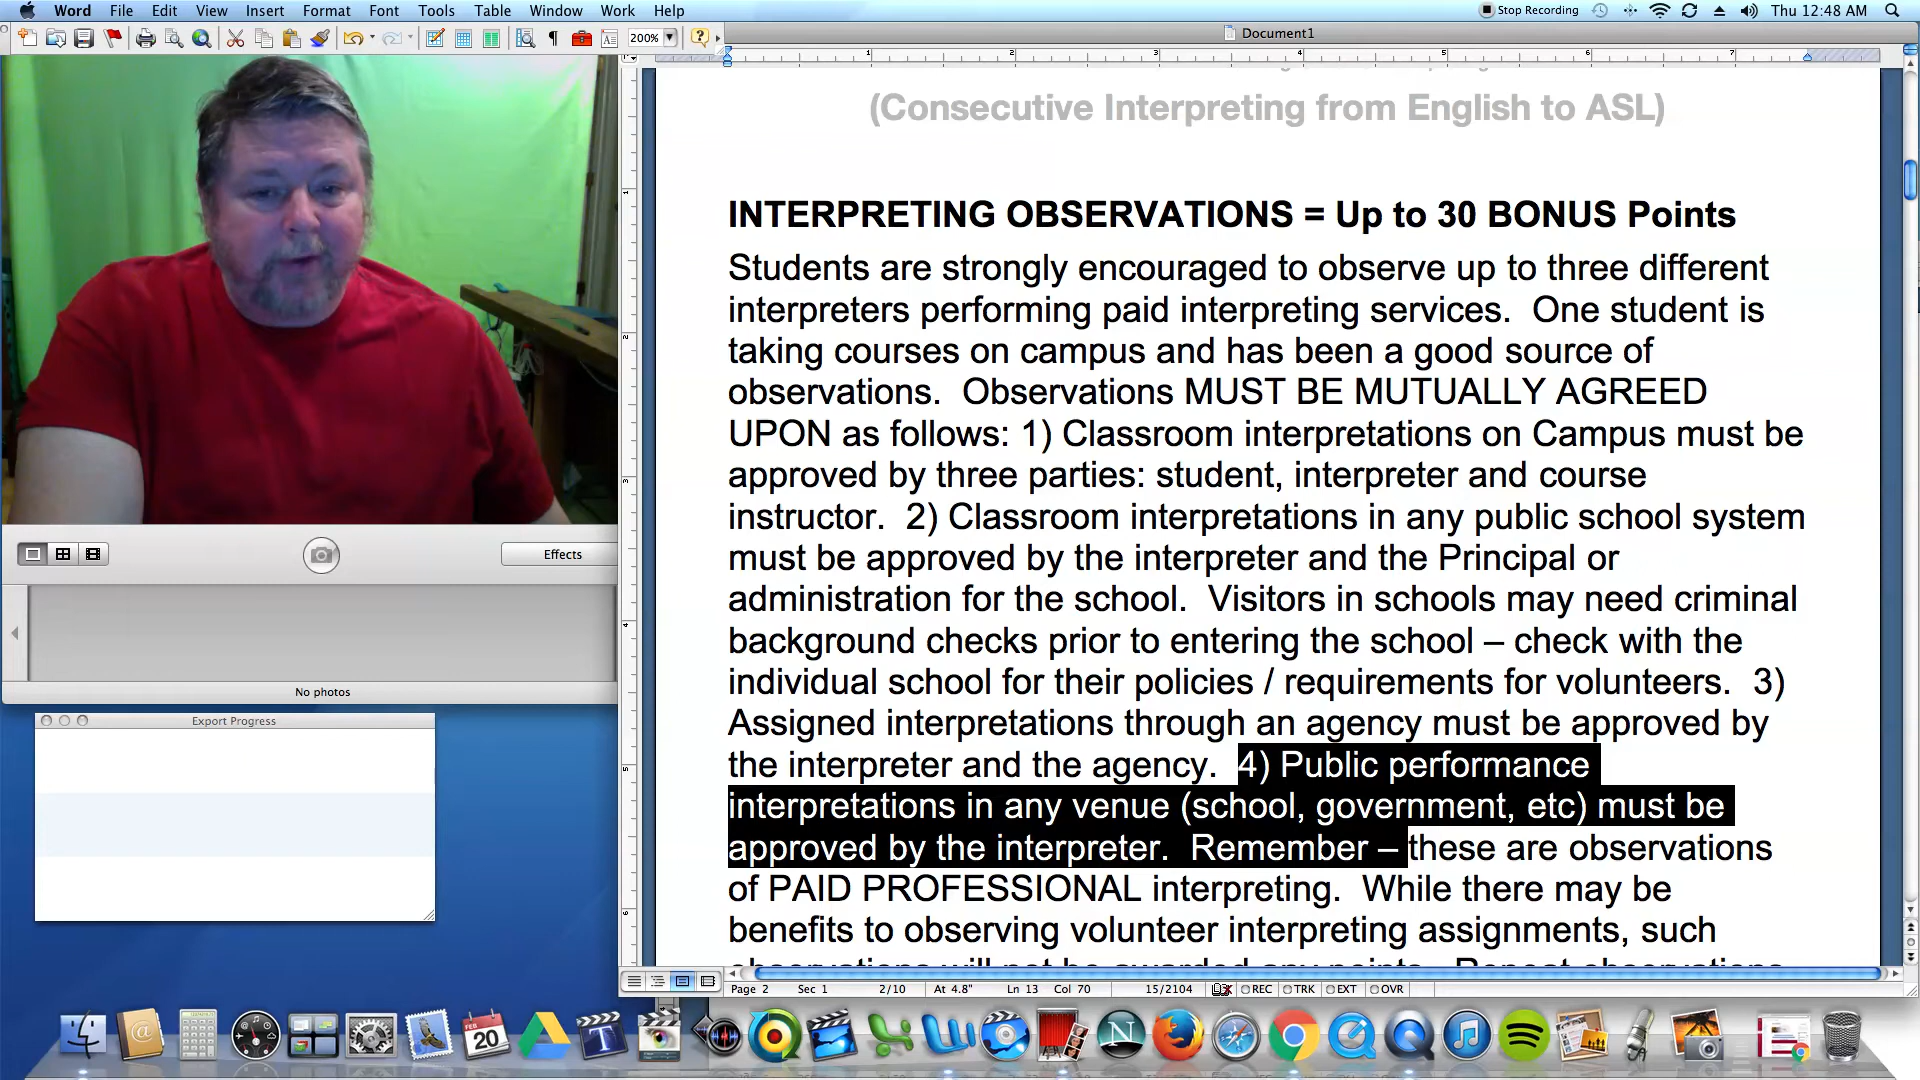 Word File Edit View Insert Format Font Tools Table Window Work Help
Stop Recording Thu 12:48 AM
200%
Document1
(Consecutive Interpreting from English to ASL)
INTERPRETING OBSERVATIONS = Up to 30 BONUS Points
Students are strongly encouraged to observe up to three different
interpreters performing paid interpreting services.  One student is
taking courses on campus and has been a good source of
observations.  Observations MUST BE MUTUALLY AGREED
UPON as follows: 1) Classroom interpretations on Campus must be
approved by three parties: student, interpreter and course
instructor.  2) Classroom interpretations in any public school system
must be approved by the interpreter and the Principal or
administration for the school.  Visitors in schools may need criminal
background checks prior to entering the school – check with the
individual school for their policies / requirements for volunteers.  3)
Assigned interpretations through an agency must be approved by
the interpreter and the agency.  4) Public performance
interpretations in any venue (school, government, etc) must be
approved by the interpreter.  Remember – these are observations
of PAID PROFESSIONAL interpreting.  While there may be
benefits to observing volunteer interpreting assignments, such
observations will not be awarded any points.  Repeat observations
Effects
No photos
Export Progress
Page 2 Sec 1 2/10 At 4.8" Ln 13 Col 70 15/2104 REC TRK EXT OVR
FEB
20